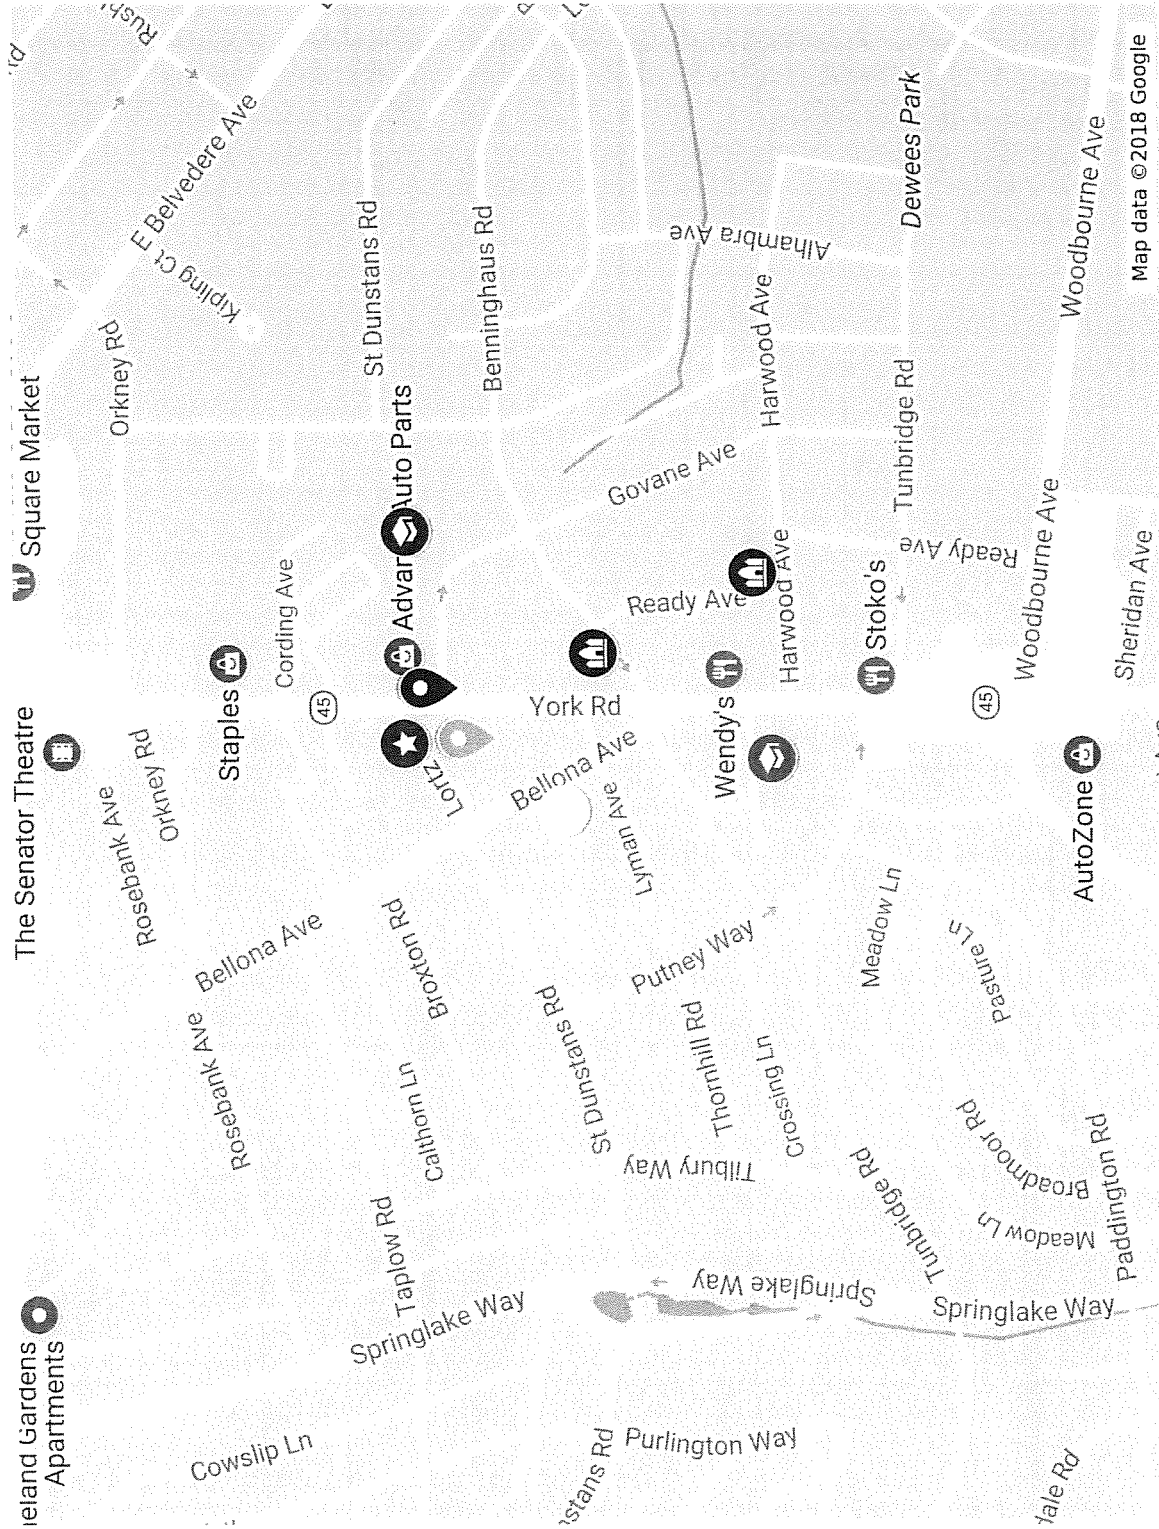 eland Gardens
Apartments
The Senator Theatre
Square Market
Rosebank Ave
Orkney Rd
Orkney Rd
Kipling Ct
E Belvedere Ave
Cowslip Ln
Rosebank Ave
Bellona Ave
Staples
Cording Ave
45
Springlake Way
Taplow Rd
Calthorn Ln
Broxton Rd
Lortz
Auto Parts
St Dunstans Rd
Benninghaus Rd
Bellona Ave
York Rd
St Dunstans Rd
Lyman Ave
Govane Ave
Purlington Way
Tilbury Way
Putney Way
Ready Ave
Thornhill Rd
Springlake Way
Crossing Ln
Wendy's
Harwood Ave
Harwood Ave
Alhambra Ave
Tunbridge Rd
Meadow Ln
Stoko's
Tunbridge Rd
Ready Ave
Dewees Park
Springlake Way
Pasture Ln
Broadmoor Rd
45
Meadow Ln
Paddington Rd
AutoZone
Woodbourne Ave
Woodbourne Ave
Sheridan Ave
Map data ©2018 Google